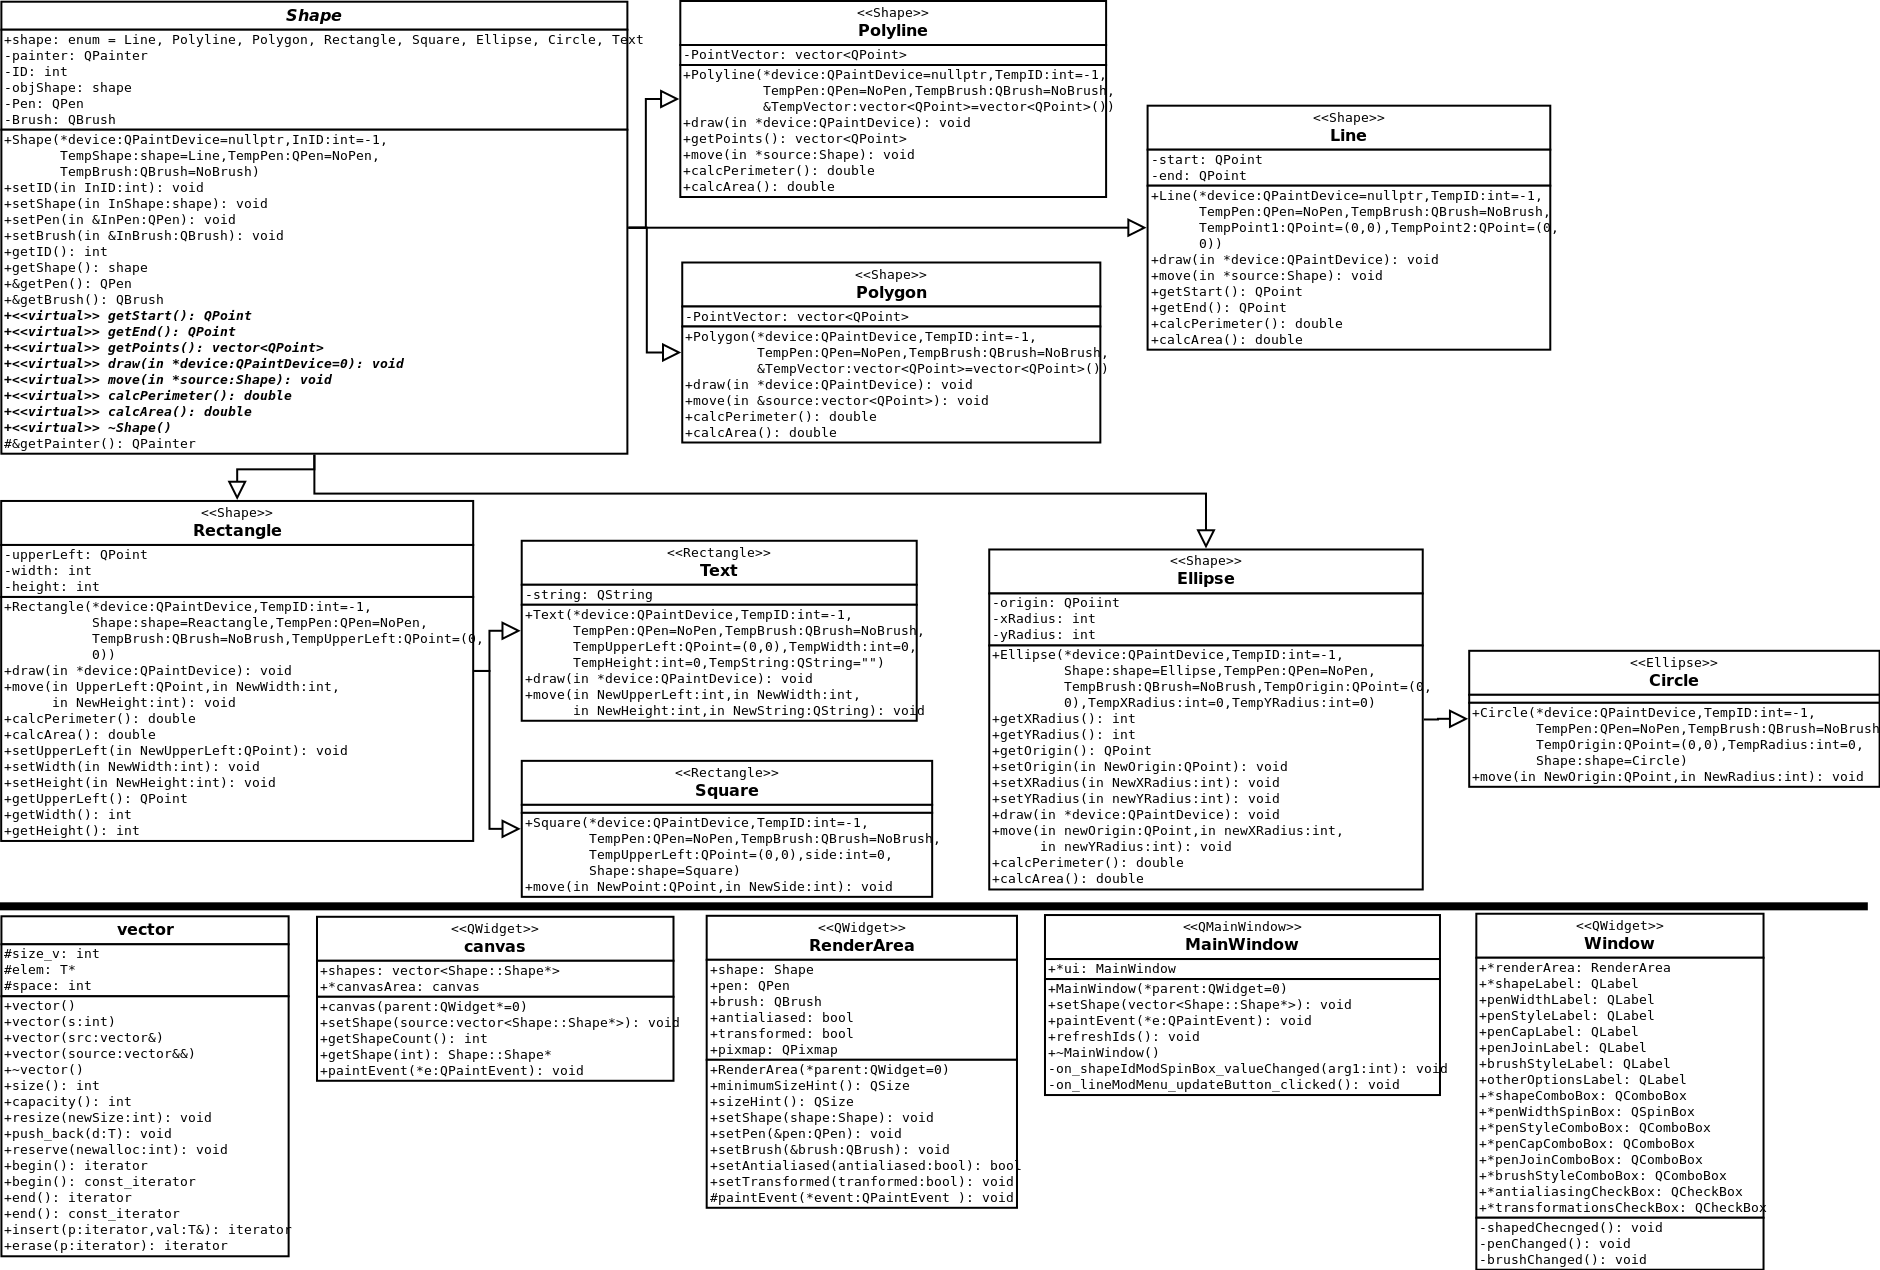 Shape
+shape: enum = Line, Polyline, Polygon, Rectangle, Square, Ellipse, Circle, Text
-painter: QPainter
-ID: int
-objShape: shape
-Pen: QPen
-Brush: QBrush
+Shape(*device:QPaintDevice=nullptr,InID:int=-1,
TempShape:shape=Line,TempPen:QPen=NoPen,
TempBrush:QBrush=NoBrush)
+setID(in InID:int): void
+setShape(in InShape:shape): void
+setPen(in &InPen:QPen): void
+setBrush(in &InBrush:QBrush): void
+getID(): int
+getShape(): shape
+&getPen(): QPen
+&getBrush(): QBrush
+<<virtual>> getStart(): QPoint
+<<virtual>> getEnd(): QPoint
+<<virtual>> getPoints(): vector<QPoint>
+<<virtual>> draw(in *device:QPaintDevice=0): void
+<<virtual>> move(in *source:Shape): void
+<<virtual>> calcPerimeter(): double
+<<virtual>> calcArea(): double
+<<virtual>> ~Shape()
#&getPainter(): QPainter
<<Shape>>
Polyline
-PointVector: vector<QPoint>
+Polyline(*device:QPaintDevice=nullptr,TempID:int=-1,
TempPen:QPen=NoPen,TempBrush:QBrush=NoBrush,
&TempVector:vector<QPoint>=vector<QPoint>())
+draw(in *device:QPaintDevice): void
+getPoints(): vector<QPoint>
+move(in *source:Shape): void
+calcPerimeter(): double
+calcArea(): double
<<Shape>>
Line
-start: QPoint
-end: QPoint
+Line(*device:QPaintDevice=nullptr,TempID:int=-1,
TempPen:QPen=NoPen,TempBrush:QBrush=NoBrush,
TempPoint1:QPoint=(0,0),TempPoint2:QPoint=(0,
0))
+draw(in *device:QPaintDevice): void
+move(in *source:Shape): void
+getStart(): QPoint
+getEnd(): QPoint
+calcPerimeter(): double
+calcArea(): double
<<Shape>>
Polygon
-PointVector: vector<QPoint>
+Polygon(*device:QPaintDevice,TempID:int=-1,
TempPen:QPen=NoPen,TempBrush:QBrush=NoBrush,
&TempVector:vector<QPoint>=vector<QPoint>())
+draw(in *device:QPaintDevice): void
+move(in &source:vector<QPoint>): void
+calcPerimeter(): double
+calcArea(): double
<<Shape>>
Rectangle
-upperLeft: QPoint
-width: int
-height: int
+Rectangle(*device:QPaintDevice,TempID:int=-1,
Shape:shape=Reactangle,TempPen:QPen=NoPen,
TempBrush:QBrush=NoBrush,TempUpperLeft:QPoint=(0,
0))
+draw(in *device:QPaintDevice): void
+move(in UpperLeft:QPoint,in NewWidth:int,
in NewHeight:int): void
+calcPerimeter(): double
+calcArea(): double
+setUpperLeft(in NewUpperLeft:QPoint): void
+setWidth(in NewWidth:int): void
+setHeight(in NewHeight:int): void
+getUpperLeft(): QPoint
+getWidth(): int
+getHeight(): int
<<Rectangle>>
Text
-string: QString
+Text(*device:QPaintDevice,TempID:int=-1,
TempPen:QPen=NoPen,TempBrush:QBrush=NoBrush,
TempUpperLeft:QPoint=(0,0),TempWidth:int=0,
TempHeight:int=0,TempString:QString="")
+draw(in *device:QPaintDevice): void
+move(in NewUpperLeft:int,in NewWidth:int,
in NewHeight:int,in NewString:QString): void
<<Rectangle>>
Square
+Square(*device:QPaintDevice,TempID:int=-1,
TempPen:QPen=NoPen,TempBrush:QBrush=NoBrush,
TempUpperLeft:QPoint=(0,0),side:int=0,
Shape:shape=Square)
+move(in NewPoint:QPoint,in NewSide:int): void
<<Shape>>
Ellipse
-origin: QPoiint
-xRadius: int
-yRadius: int
+Ellipse(*device:QPaintDevice,TempID:int=-1,
Shape:shape=Ellipse,TempPen:QPen=NoPen,
TempBrush:QBrush=NoBrush,TempOrigin:QPoint=(0,
0),TempXRadius:int=0,TempYRadius:int=0)
+getXRadius(): int
+getYRadius(): int
+getOrigin(): QPoint
+setOrigin(in NewOrigin:QPoint): void
+setXRadius(in NewXRadius:int): void
+setYRadius(in newYRadius:int): void
+draw(in *device:QPaintDevice): void
+move(in newOrigin:QPoint,in newXRadius:int,
in newYRadius:int): void
+calcPerimeter(): double
+calcArea(): double
<<Ellipse>>
Circle
+Circle(*device:QPaintDevice,TempID:int=-1,
TempPen:QPen=NoPen,TempBrush:QBrush=NoBrush
TempOrigin:QPoint=(0,0),TempRadius:int=0,
Shape:shape=Circle)
+move(in NewOrigin:QPoint,in NewRadius:int): void
vector
#size_v: int
#elem: T*
#space: int
+vector()
+vector(s:int)
+vector(src:vector&)
+vector(source:vector&&)
+~vector()
+size(): int
+capacity(): int
+resize(newSize:int): void
+push_back(d:T): void
+reserve(newalloc:int): void
+begin(): iterator
+begin(): const_iterator
+end(): iterator
+end(): const_iterator
+insert(p:iterator,val:T&): iterator
+erase(p:iterator): iterator
<<QWidget>>
canvas
+shapes: vector<Shape::Shape*>
+*canvasArea: canvas
+canvas(parent:QWidget*=0)
+setShape(source:vector<Shape::Shape*>): void
+getShapeCount(): int
+getShape(int): Shape::Shape*
+paintEvent(*e:QPaintEvent): void
<<QWidget>>
RenderArea
+shape: Shape
+pen: QPen
+brush: QBrush
+antialiased: bool
+transformed: bool
+pixmap: QPixmap
+RenderArea(*parent:QWidget=0)
+minimumSizeHint(): QSize
+sizeHint(): QSize
+setShape(shape:Shape): void
+setPen(&pen:QPen): void
+setBrush(&brush:QBrush): void
+setAntialiased(antialiased:bool): bool
+setTransformed(tranformed:bool): void
#paintEvent(*event:QPaintEvent ): void
<<QMainWindow>>
MainWindow
+*ui: MainWindow
+MainWindow(*parent:QWidget=0)
+setShape(vector<Shape::Shape*>): void
+paintEvent(*e:QPaintEvent): void
+refreshIds(): void
+~MainWindow()
-on_shapeIdModSpinBox_valueChanged(arg1:int): void
-on_lineModMenu_updateButton_clicked(): void
<<QWidget>>
Window
+*renderArea: RenderArea
+*shapeLabel: QLabel
+penWidthLabel: QLabel
+penStyleLabel: QLabel
+penCapLabel: QLabel
+penJoinLabel: QLabel
+brushStyleLabel: QLabel
+otherOptionsLabel: QLabel
+*shapeComboBox: QComboBox
+*penWidthSpinBox: QSpinBox
+*penStyleComboBox: QComboBox
+*penCapComboBox: QComboBox
+*penJoinComboBox: QComboBox
+*brushStyleComboBox: QComboBox
+*antialiasingCheckBox: QCheckBox
+*transformationsCheckBox: QCheckBox
-shapedChecnged(): void
-penChanged(): void
-brushChanged(): void